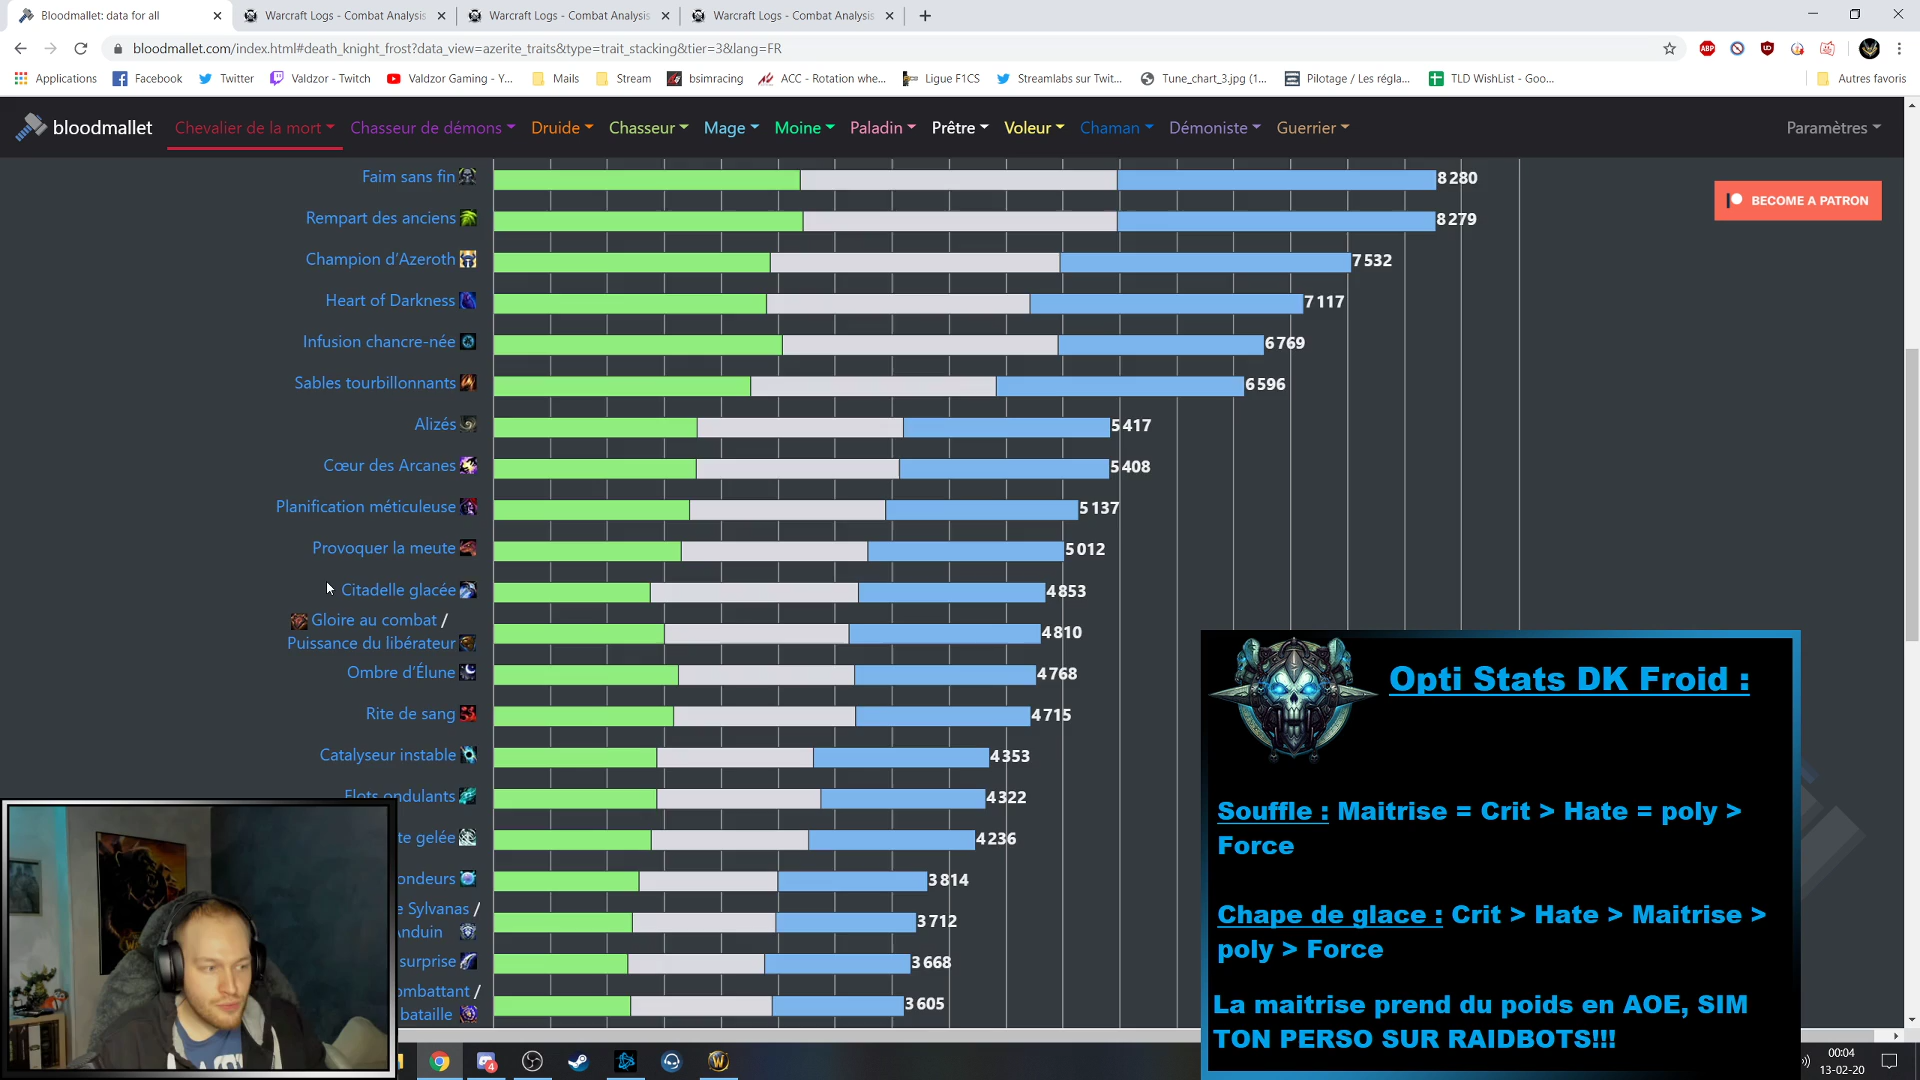 Bloodmallet: data for all
Warcraft Logs - Combat Analysis
Warcraft Logs - Combat Analysis
Warcraft Logs - Combat Analysis
bloodmallet.com/index.html#death_knight_frost?data_view=azerite_traits&type=trait_stacking&tier=3&lang=FR
Applications Facebook Twitter Valdzor - Twitch Valdzor Gaming - Y... Mails Stream bsimracing ACC - Rotation whe... Ligue F1CS Streamlabs sur Twit... Tune_chart_3.jpg (1... Pilotage / Les régla... TLD WishList - Goo... Autres favoris
bloodmallet Chevalier de la mort Chasseur de démons Druide Chasseur Mage Moine Paladin Prêtre Voleur Chaman Démoniste Guerrier Paramètres
BECOME A PATRON
Faim sans fin 8 280
Rempart des anciens 8 279
Champion d'Azeroth 7 532
Heart of Darkness 7 117
Infusion chancre-née 6 769
Sables tourbillonnants 6 596
Alizés 5 417
Cœur des Arcanes 5 408
Planification méticuleuse 5 137
Provoquer la meute 5 012
Citadelle glacée 4 853
Gloire au combat /
Puissance du libérateur 4 810
Ombre d'Élune 4 768
Rite de sang 4 715
Catalyseur instable 4 353
Flots ondulants 4 322
te gelée 4 236
ondeurs 3 814
e Sylvanas /
Anduin 3 712
surprise 3 668
ombattant /
bataille 3 605
Opti Stats DK Froid :
Souffle : Maitrise = Crit > Hate = poly >
Force
Chape de glace : Crit > Hate > Maitrise >
poly > Force
La maitrise prend du poids en AOE, SIM
TON PERSO SUR RAIDBOTS!!!
4
00:04
13-02-20